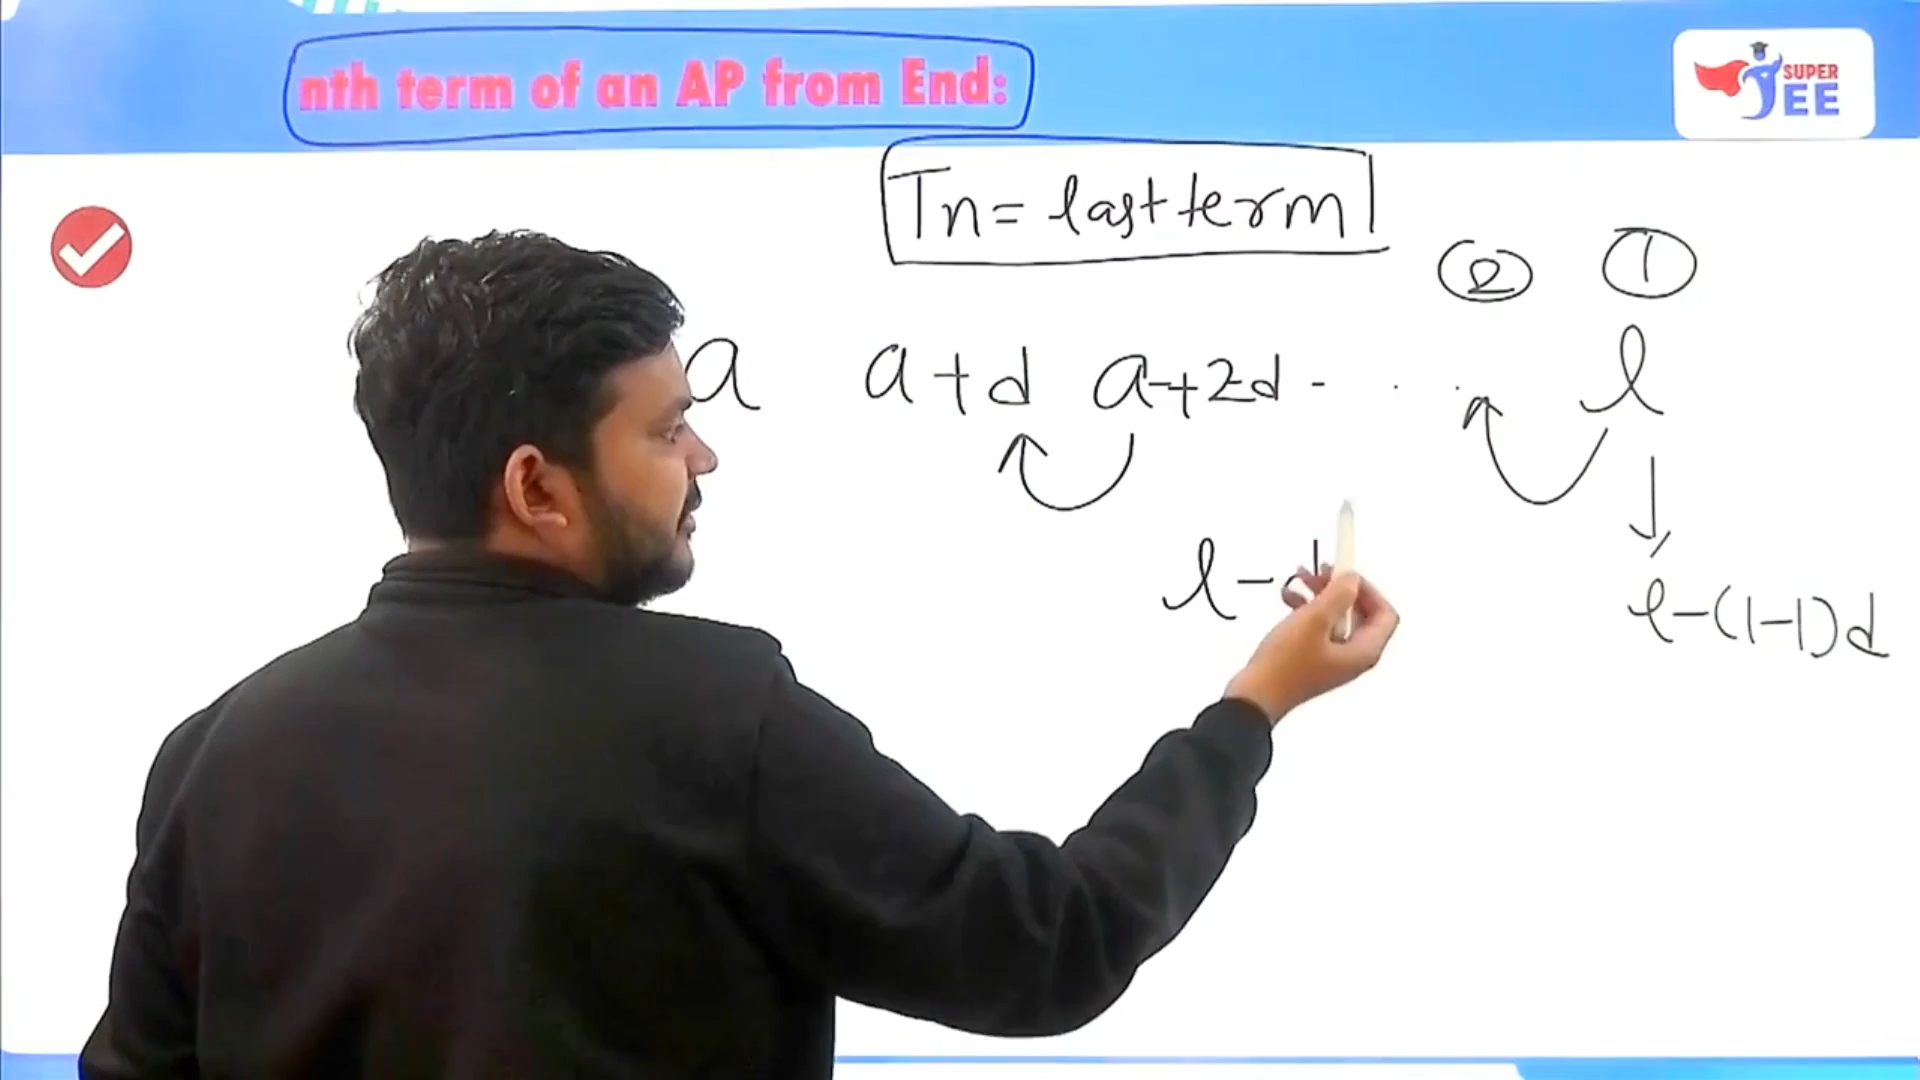 nth term of an AP from End:
SUPER
JEE
Tn = last term
2 1
a a+d a+2d - . . l
l-d
l-(1-1)d